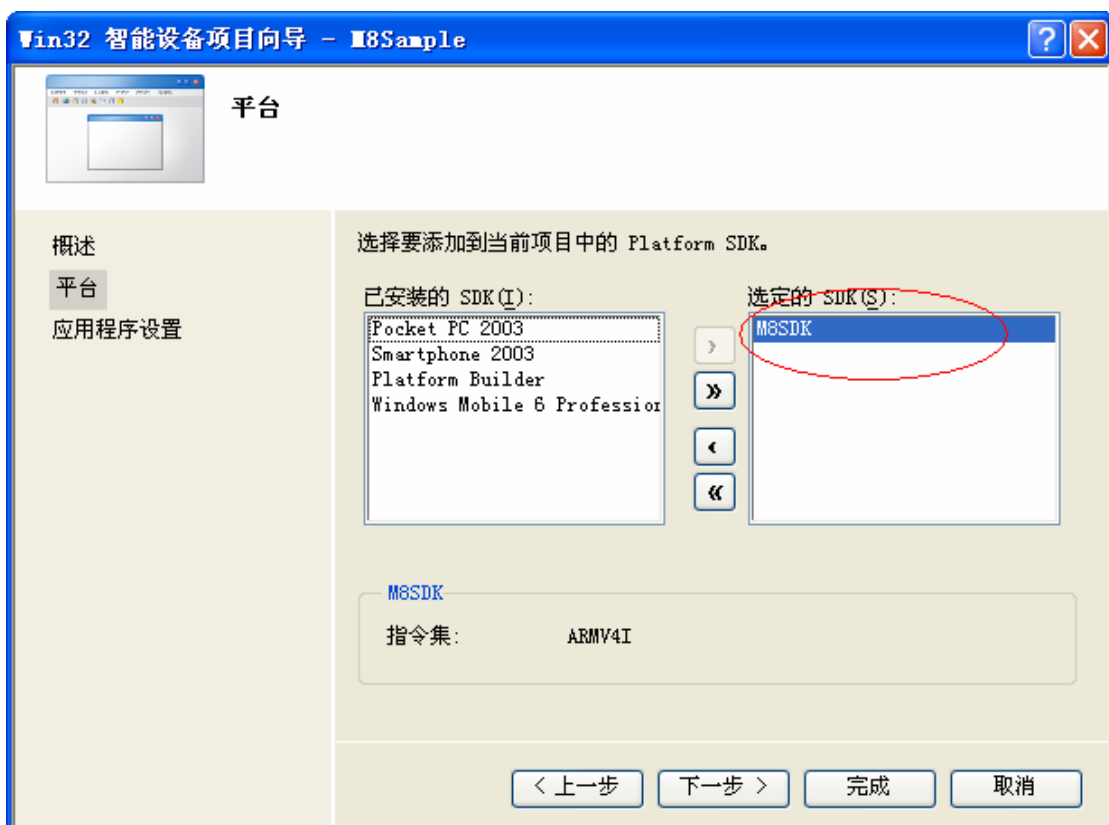 Win32 智能设备项目向导 - M8Sample
平台
概述
平台
应用程序设置
选择要添加到当前项目中的 Platform SDK。
已安装的 SDK(I):
Pocket PC 2003
Smartphone 2003
Platform Builder
Windows Mobile 6 Profession
选定的 SDK(S):
M8SDK
M8SDK
指令集: ARMV4I
< 上一步
下一步 >
完成
取消